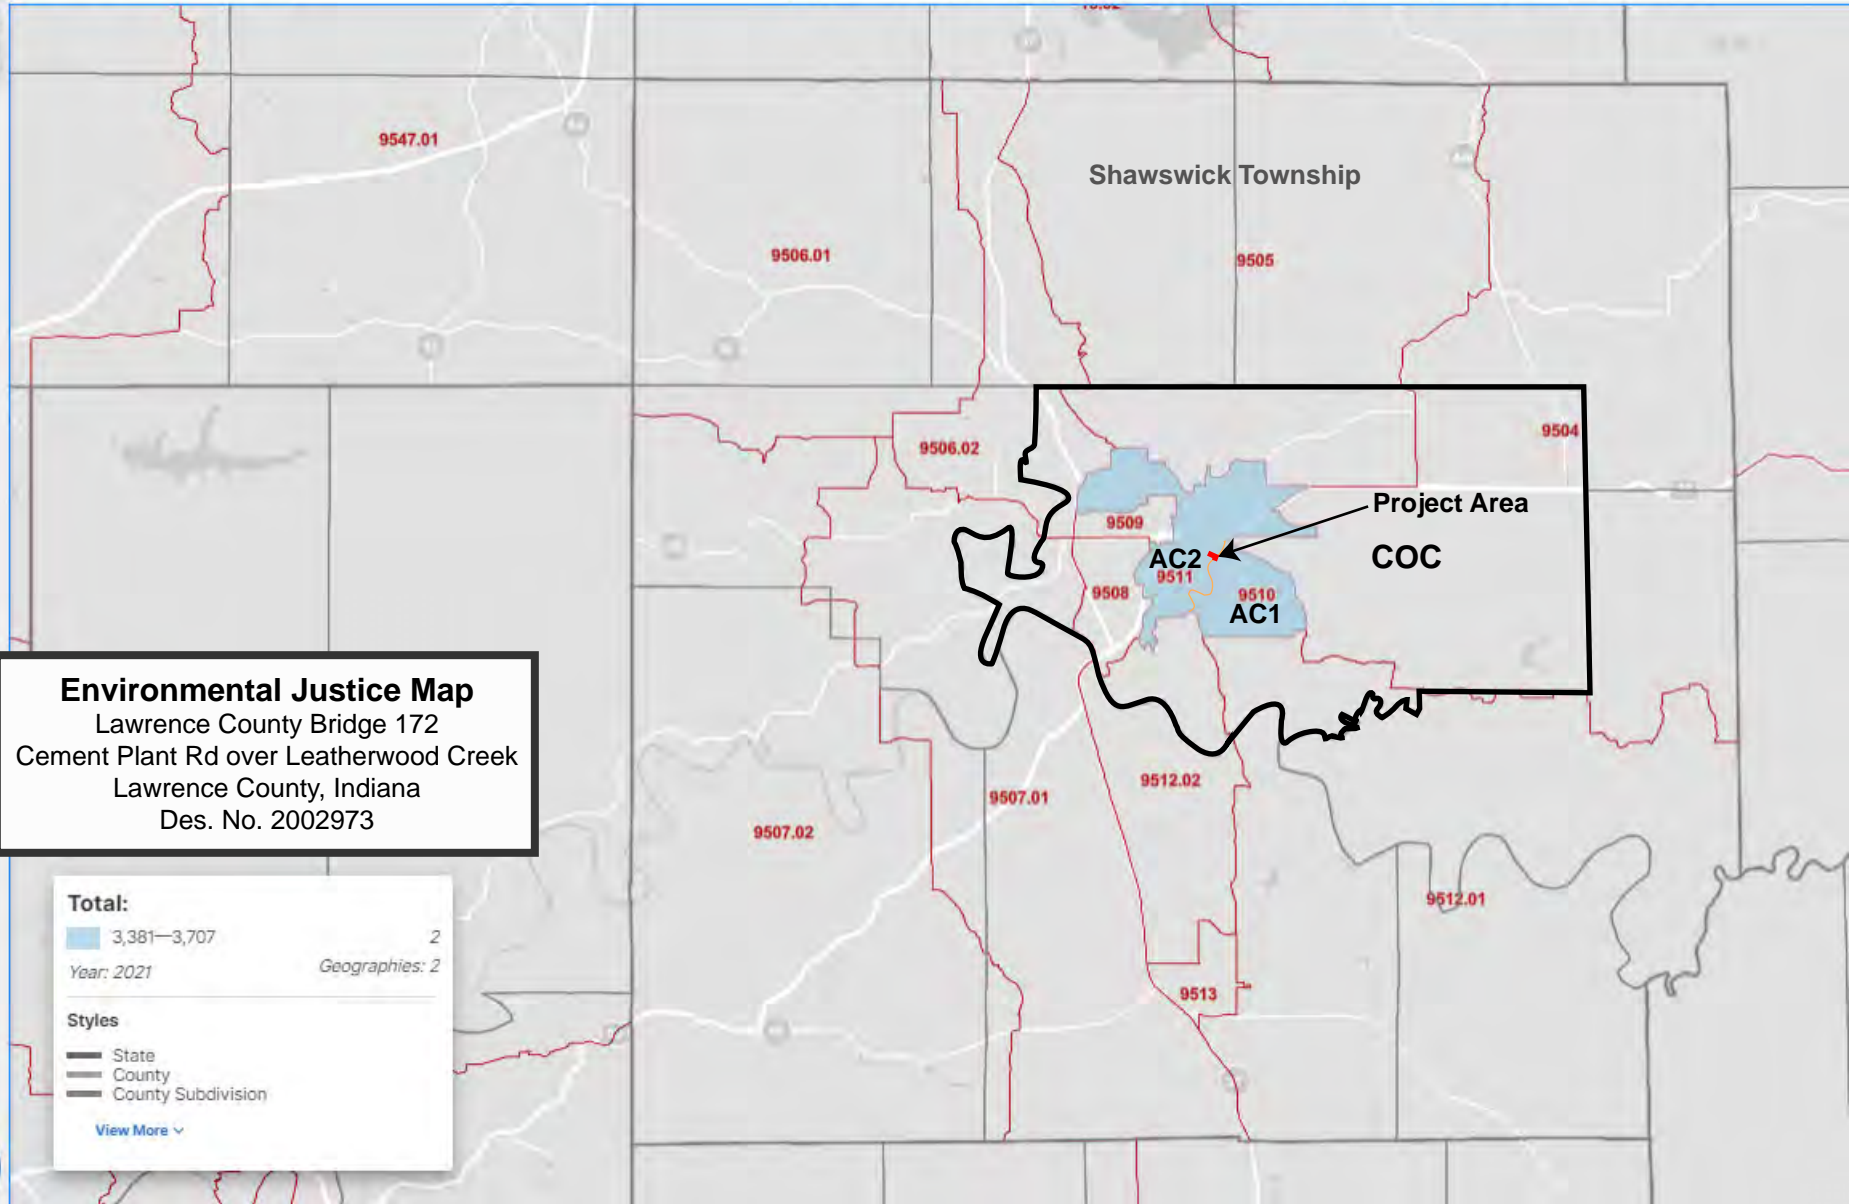 9547.01
Shawswick Township
9506.01
9505
9506.02
9504
Project Area
9509
COC
AC2
9511
9508
9510
AC1
Environmental Justice Map
Lawrence County Bridge 172
Cement Plant Rd over Leatherwood Creek
Lawrence County, Indiana
Des. No. 2002973
9512.02
9507.01
9507.02
9512.01
9513
Total:
3,381—3,707 2
Year: 2021 Geographies: 2
Styles
State
County
County Subdivision
View More